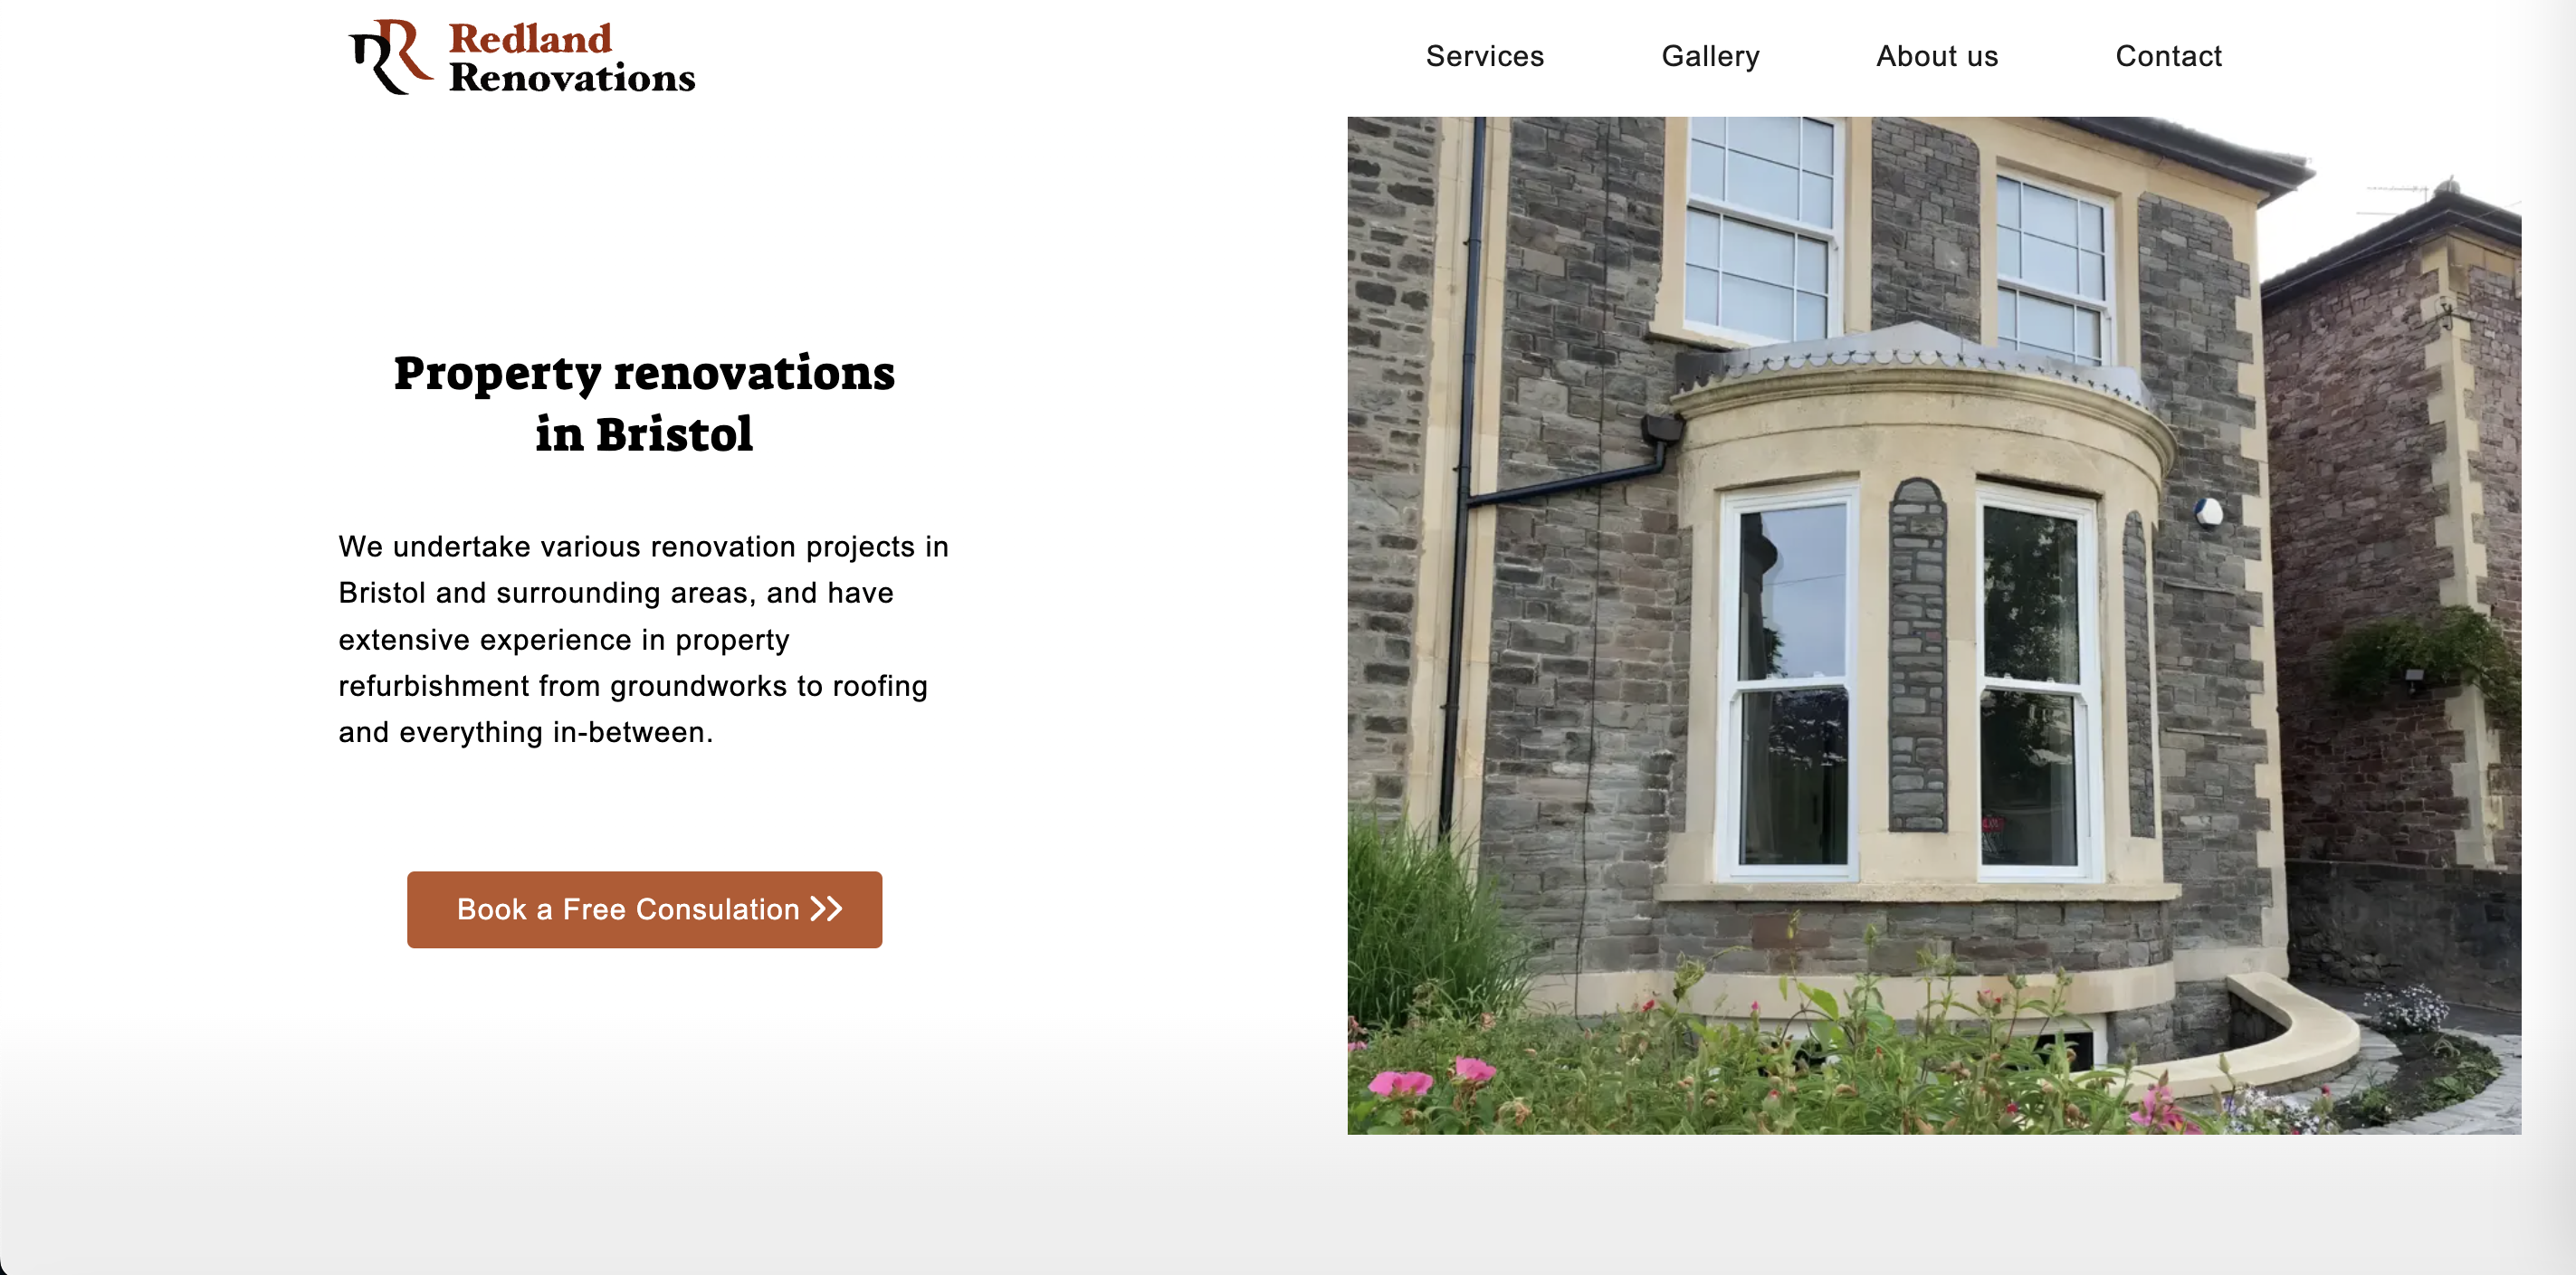 Redland
Renovations
Services
Gallery
About us
Contact
Property renovations
in Bristol
We undertake various renovation projects in
Bristol and surrounding areas, and have
extensive experience in property
refurbishment from groundworks to roofing
and everything in-between.
Book a Free Consulation